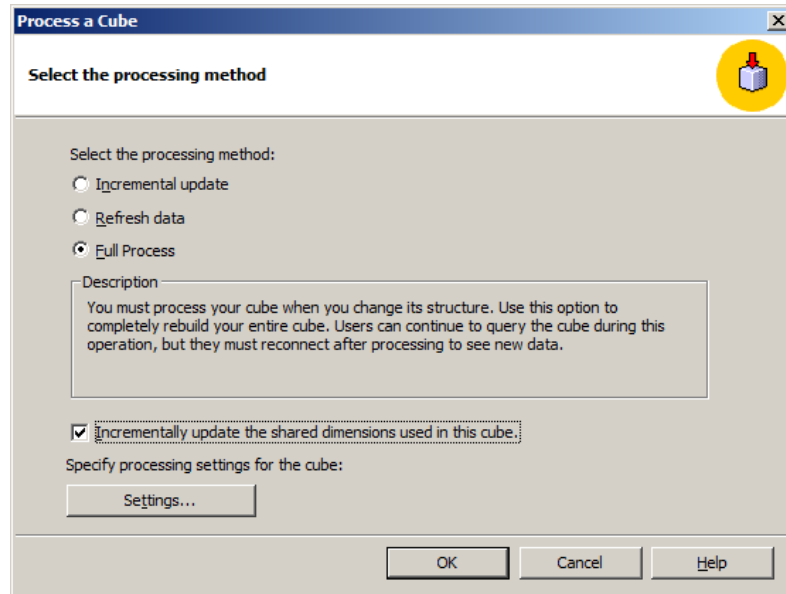 Process a Cube
Select the processing method
Select the processing method:
Incremental update
Refresh data
Full Process
Description
You must process your cube when you change its structure. Use this option to
completely rebuild your entire cube. Users can continue to query the cube during this
operation, but they must reconnect after processing to see new data.
Incrementally update the shared dimensions used in this cube.
Specify processing settings for the cube:
Settings...
OK Cancel Help